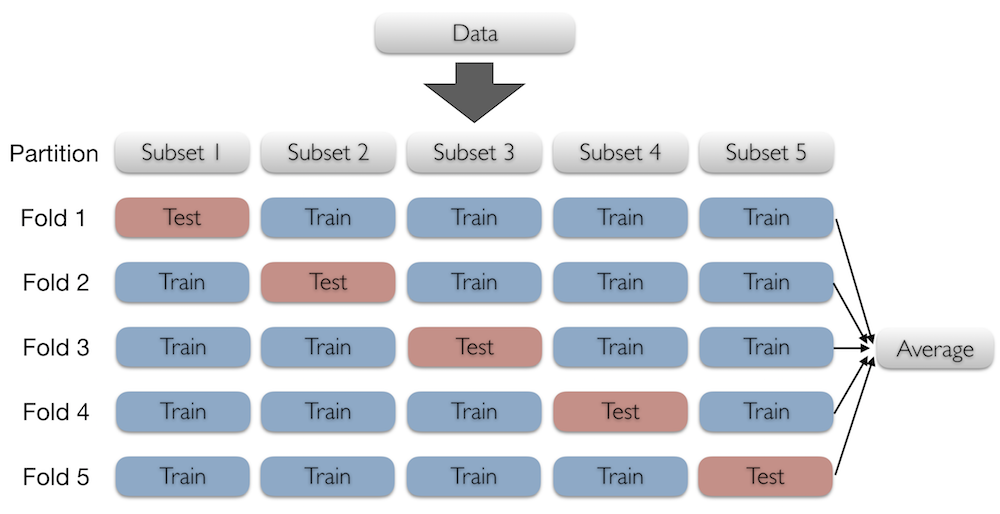 Data
Partition Subset 1 Subset 2 Subset 3 Subset 4 Subset 5
Fold 1 Test Train Train Train Train
Fold 2 Train Test Train Train Train
Fold 3 Train Train Test Train Train
Average
Fold 4 Train Train Train Test Train
Fold 5 Train Train Train Train Test